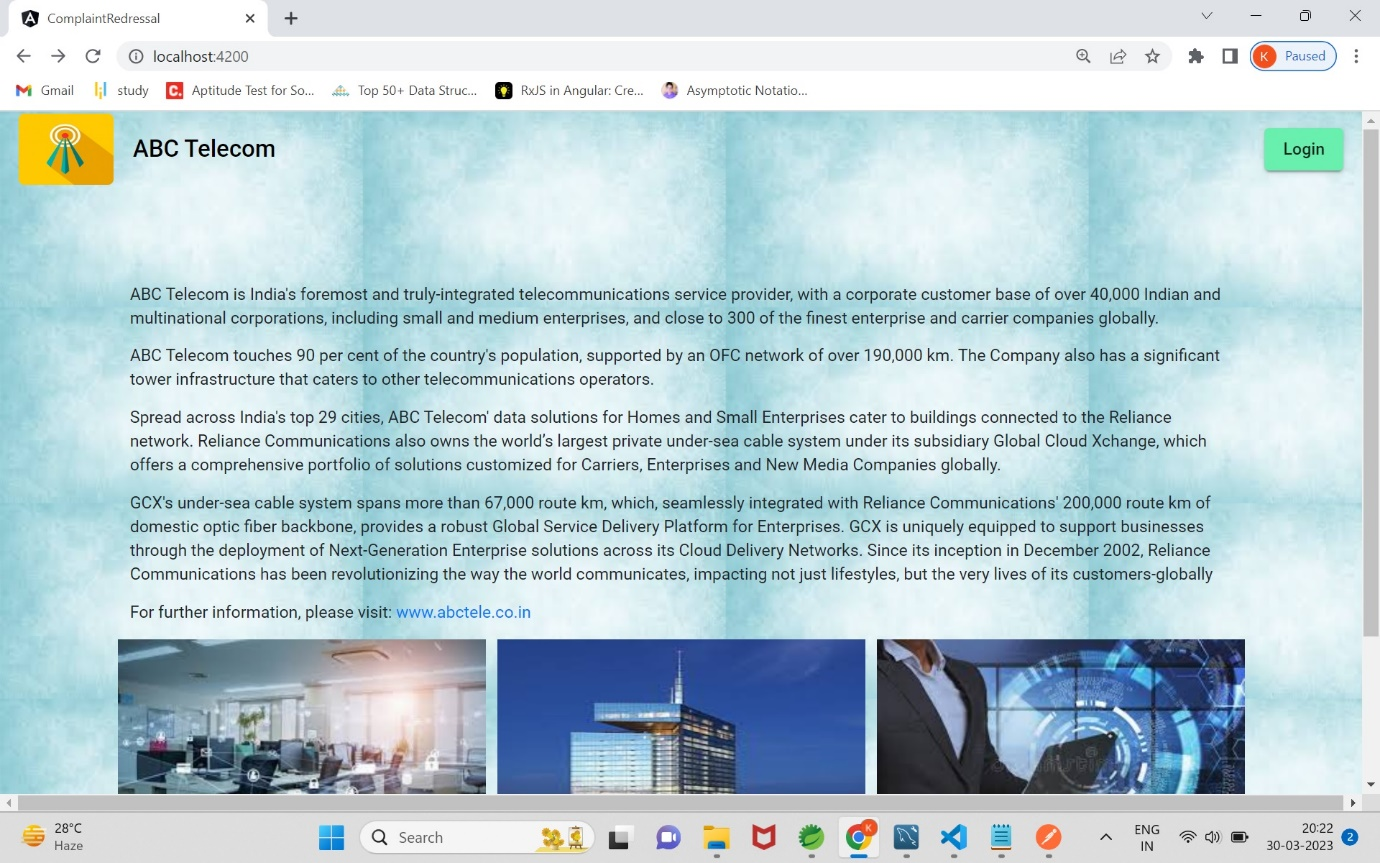 ComplaintRedressal
localhost:4200
K Paused
Gmail study Aptitude Test for So... Top 50+ Data Struc... RxJS in Angular: Cre... Asymptotic Notatio...
ABC Telecom
Login
ABC Telecom is India's foremost and truly-integrated telecommunications service provider, with a corporate customer base of over 40,000 Indian and
multinational corporations, including small and medium enterprises, and close to 300 of the finest enterprise and carrier companies globally.
ABC Telecom touches 90 per cent of the country's population, supported by an OFC network of over 190,000 km. The Company also has a significant
tower infrastructure that caters to other telecommunications operators.
Spread across India's top 29 cities, ABC Telecom' data solutions for Homes and Small Enterprises cater to buildings connected to the Reliance
network. Reliance Communications also owns the world’s largest private under-sea cable system under its subsidiary Global Cloud Xchange, which
offers a comprehensive portfolio of solutions customized for Carriers, Enterprises and New Media Companies globally.
GCX's under-sea cable system spans more than 67,000 route km, which, seamlessly integrated with Reliance Communications' 200,000 route km of
domestic optic fiber backbone, provides a robust Global Service Delivery Platform for Enterprises. GCX is uniquely equipped to support businesses
through the deployment of Next-Generation Enterprise solutions across its Cloud Delivery Networks. Since its inception in December 2002, Reliance
Communications has been revolutionizing the way the world communicates, impacting not just lifestyles, but the very lives of its customers-globally
For further information, please visit: www.abctele.co.in
28°C
Haze
Search
ENG
IN
20:22
30-03-2023
2